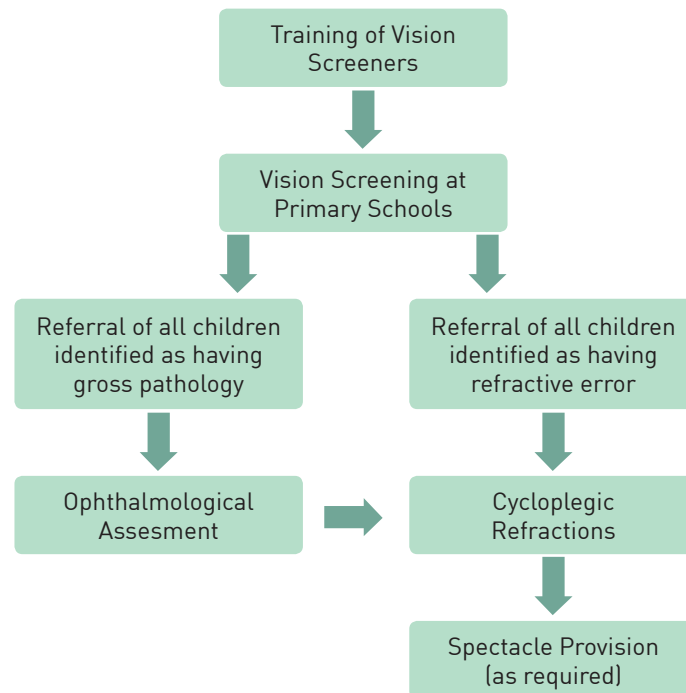 Training of Vision
Screeners
Vision Screening at
Primary Schools
Referral of all children
identified as having
gross pathology
Referral of all children
identified as having
refractive error
Ophthalmological
Assesment
Cycloplegic
Refractions
Spectacle Provision
(as required)